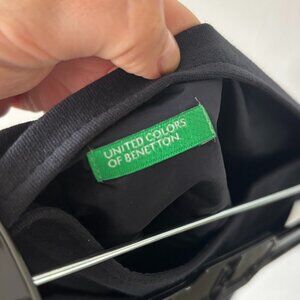 UNITED COLORS
OF BENETTON.